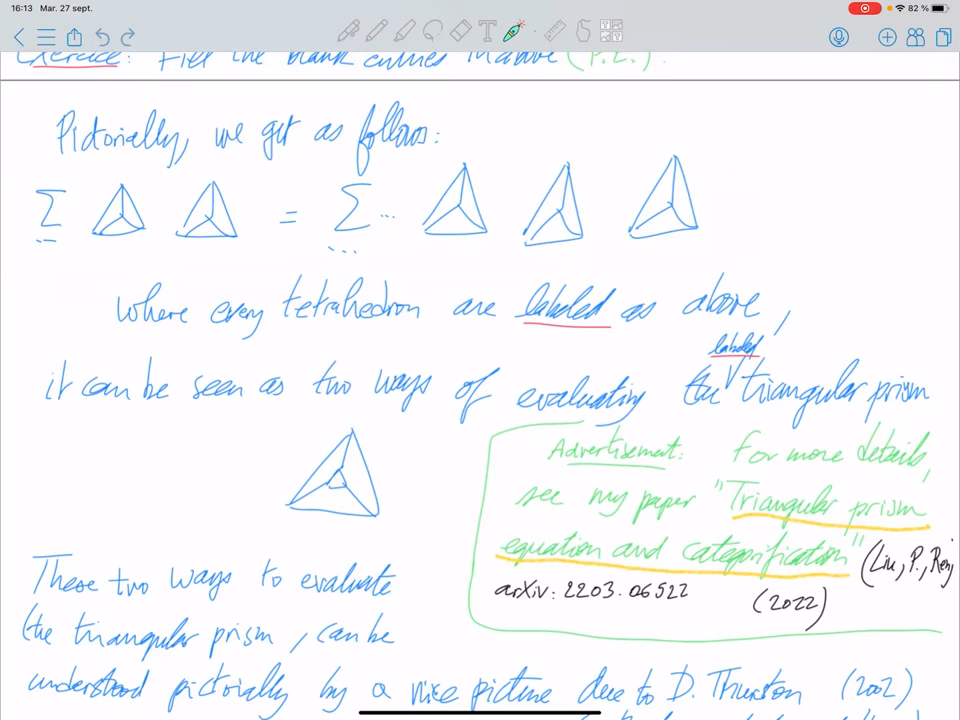 16:13 Mar. 27 sept. 82 %
Exercise: Fill the blank entries in above (P.E.).
Pictorially, we get as follows:
Σ = Σ ...
... ...
where every tetrahedron are labeled as above,
labeled
it can be seen as two ways of evaluating the triangular prism
Advertisement: For more details,
see my paper "Triangular prism
equation and categorification" (Liu, P., Ren,
arXiv: 2203.06522 (2022)
These two ways to evaluate
the triangular prism, can be
understood pictorially by a nice picture due to D. Thurston (2002)